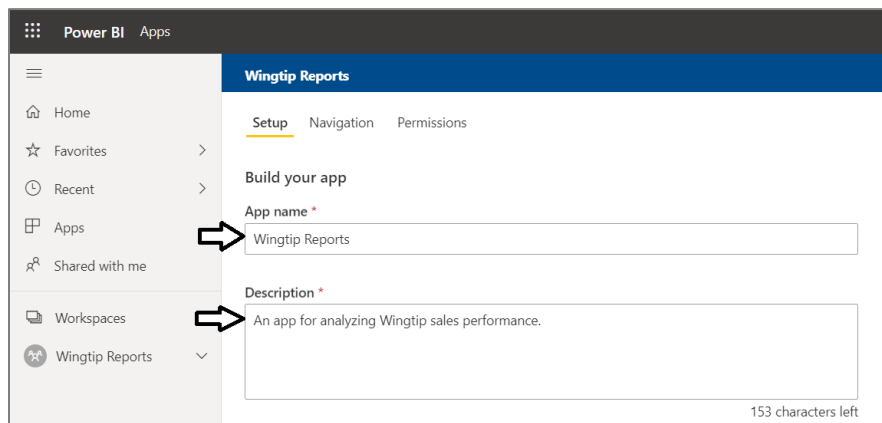 Power BI Apps
Wingtip Reports
Home
Favorites
Recent
Apps
Shared with me
Workspaces
Wingtip Reports
Setup Navigation Permissions
Build your app
App name *
Wingtip Reports
Description *
An app for analyzing Wingtip sales performance.
153 characters left